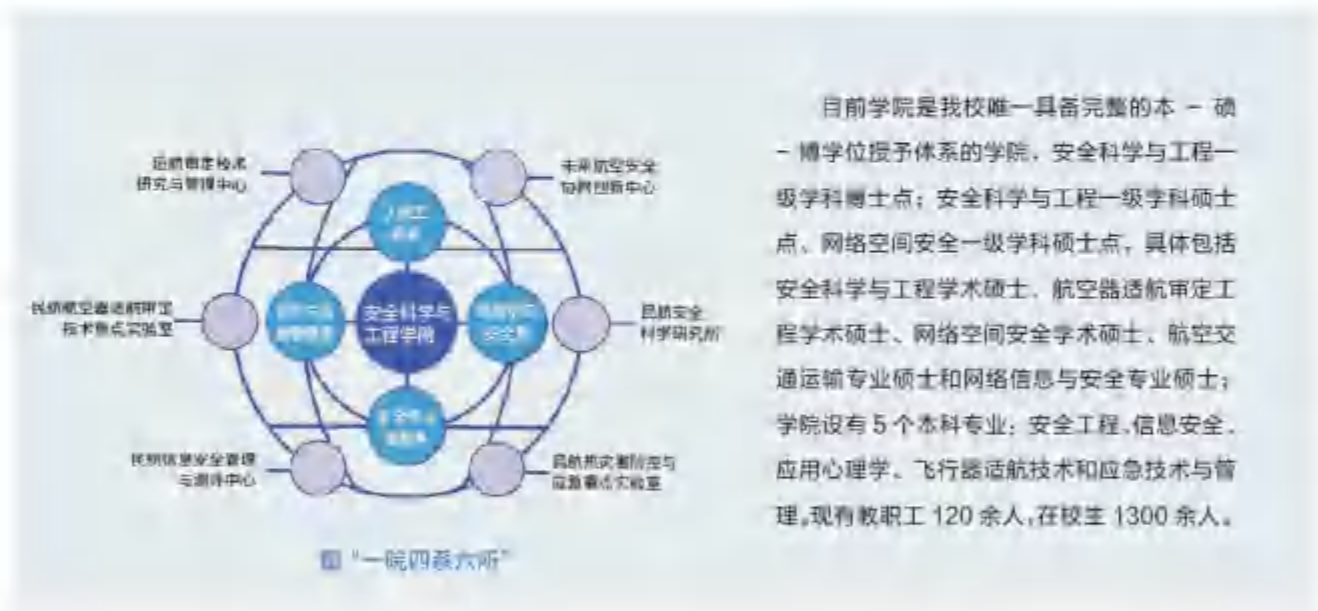 适航审定技术
研究与管理中心
未来航空安全
协同创新中心
民航航空器适航审定
技术重点实验室
安全科学与
工程学院
民航安全
科学研究所
民航信息安全管理
与测评中心
民航热灾害防控与
应急重点实验室
图 "一院四系六所"
目前学院是我校唯一具备完整的本 - 硕
- 博学位授予体系的学院，安全科学与工程一
级学科博士点；安全科学与工程一级学科硕士
点、网络空间安全一级学科硕士点，具体包括
安全科学与工程学术硕士、航空器适航审定工
程学术硕士、网络空间安全学术硕士、航空交
通运输专业硕士和网络信息与安全专业硕士；
学院设有 5 个本科专业：安全工程、信息安全、
应用心理学、飞行器适航技术和应急技术与管
理。现有教职工 120 余人，在校生 1300 余人。